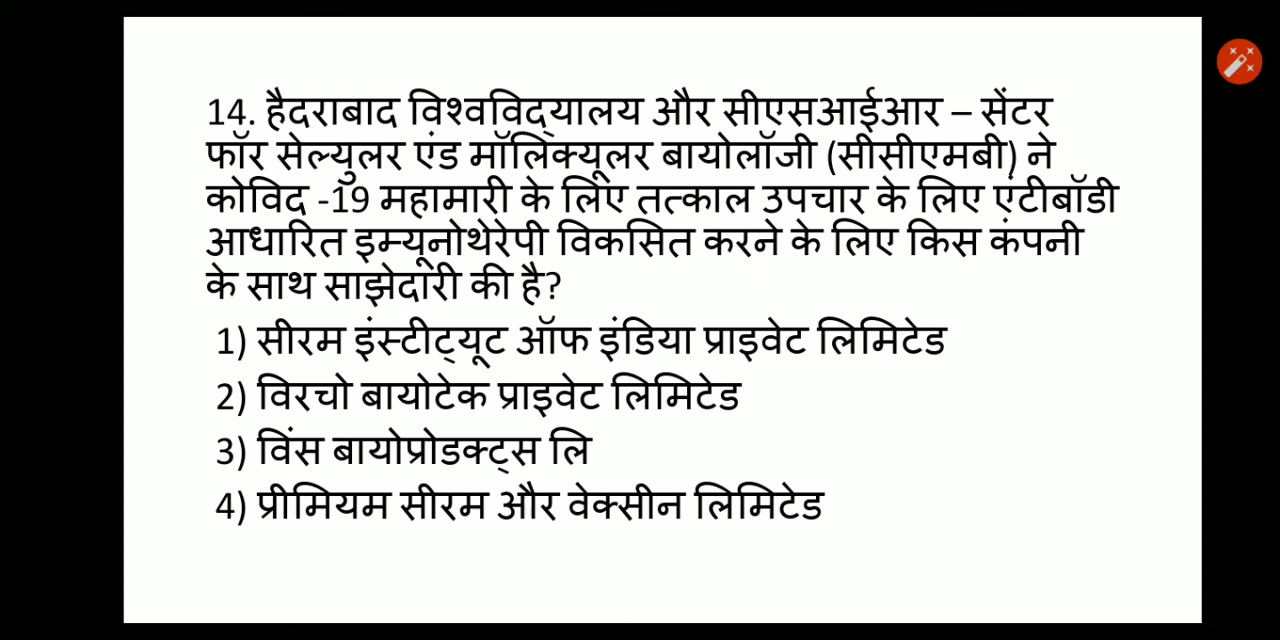 14. हैदराबाद विश्वविद्यालय और सीएसआईआर – सेंटर
फॉर सेल्युलर एंड मॉलिक्यूलर बायोलॉजी (सीसीएमबी) ने
कोविद -19 महामारी के लिए तत्काल उपचार के लिए एंटीबॉडी
आधारित इम्यूनोथेरेपी विकसित करने के लिए किस कंपनी
के साथ साझेदारी की है?
1) सीरम इंस्टीट्यूट ऑफ इंडिया प्राइवेट लिमिटेड
2) विरचो बायोटेक प्राइवेट लिमिटेड
3) विंस बायोप्रोडक्ट्स लि
4) प्रीमियम सीरम और वेक्सीन लिमिटेड